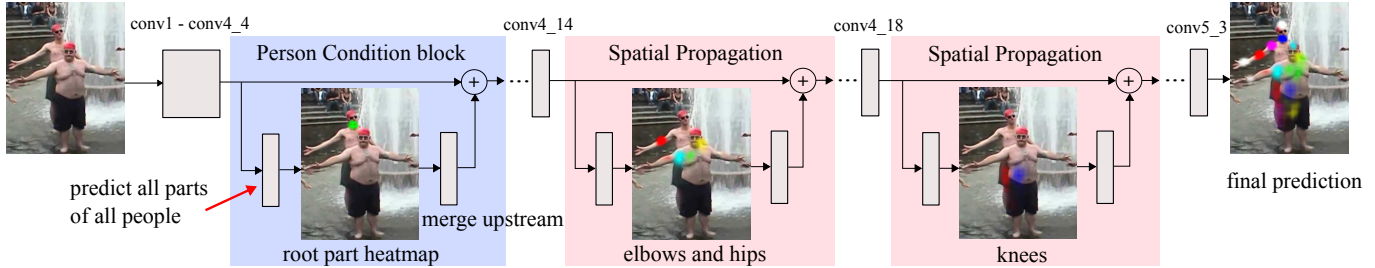 conv1 - conv4_4
Person Condition block
conv4_14
Spatial Propagation
conv4_18
Spatial Propagation
conv5_3
+
...
+
...
+
...
predict all parts
of all people
merge upstream
root part heatmap
elbows and hips
knees
final prediction